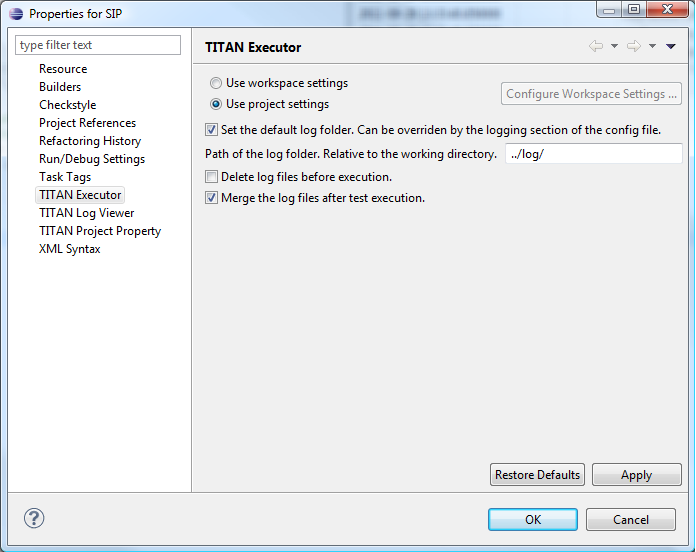 Properties for SIP
type filter text
Resource
Builders
Checkstyle
Project References
Refactoring History
Run/Debug Settings
Task Tags
TITAN Executor
TITAN Log Viewer
TITAN Project Property
XML Syntax
TITAN Executor
Use workspace settings
Use project settings
Configure Workspace Settings ...
Set the default log folder. Can be overriden by the logging section of the config file.
Path of the log folder. Relative to the working directory. ../log/
Delete log files before execution.
Merge the log files after test execution.
Restore Defaults Apply
? OK Cancel